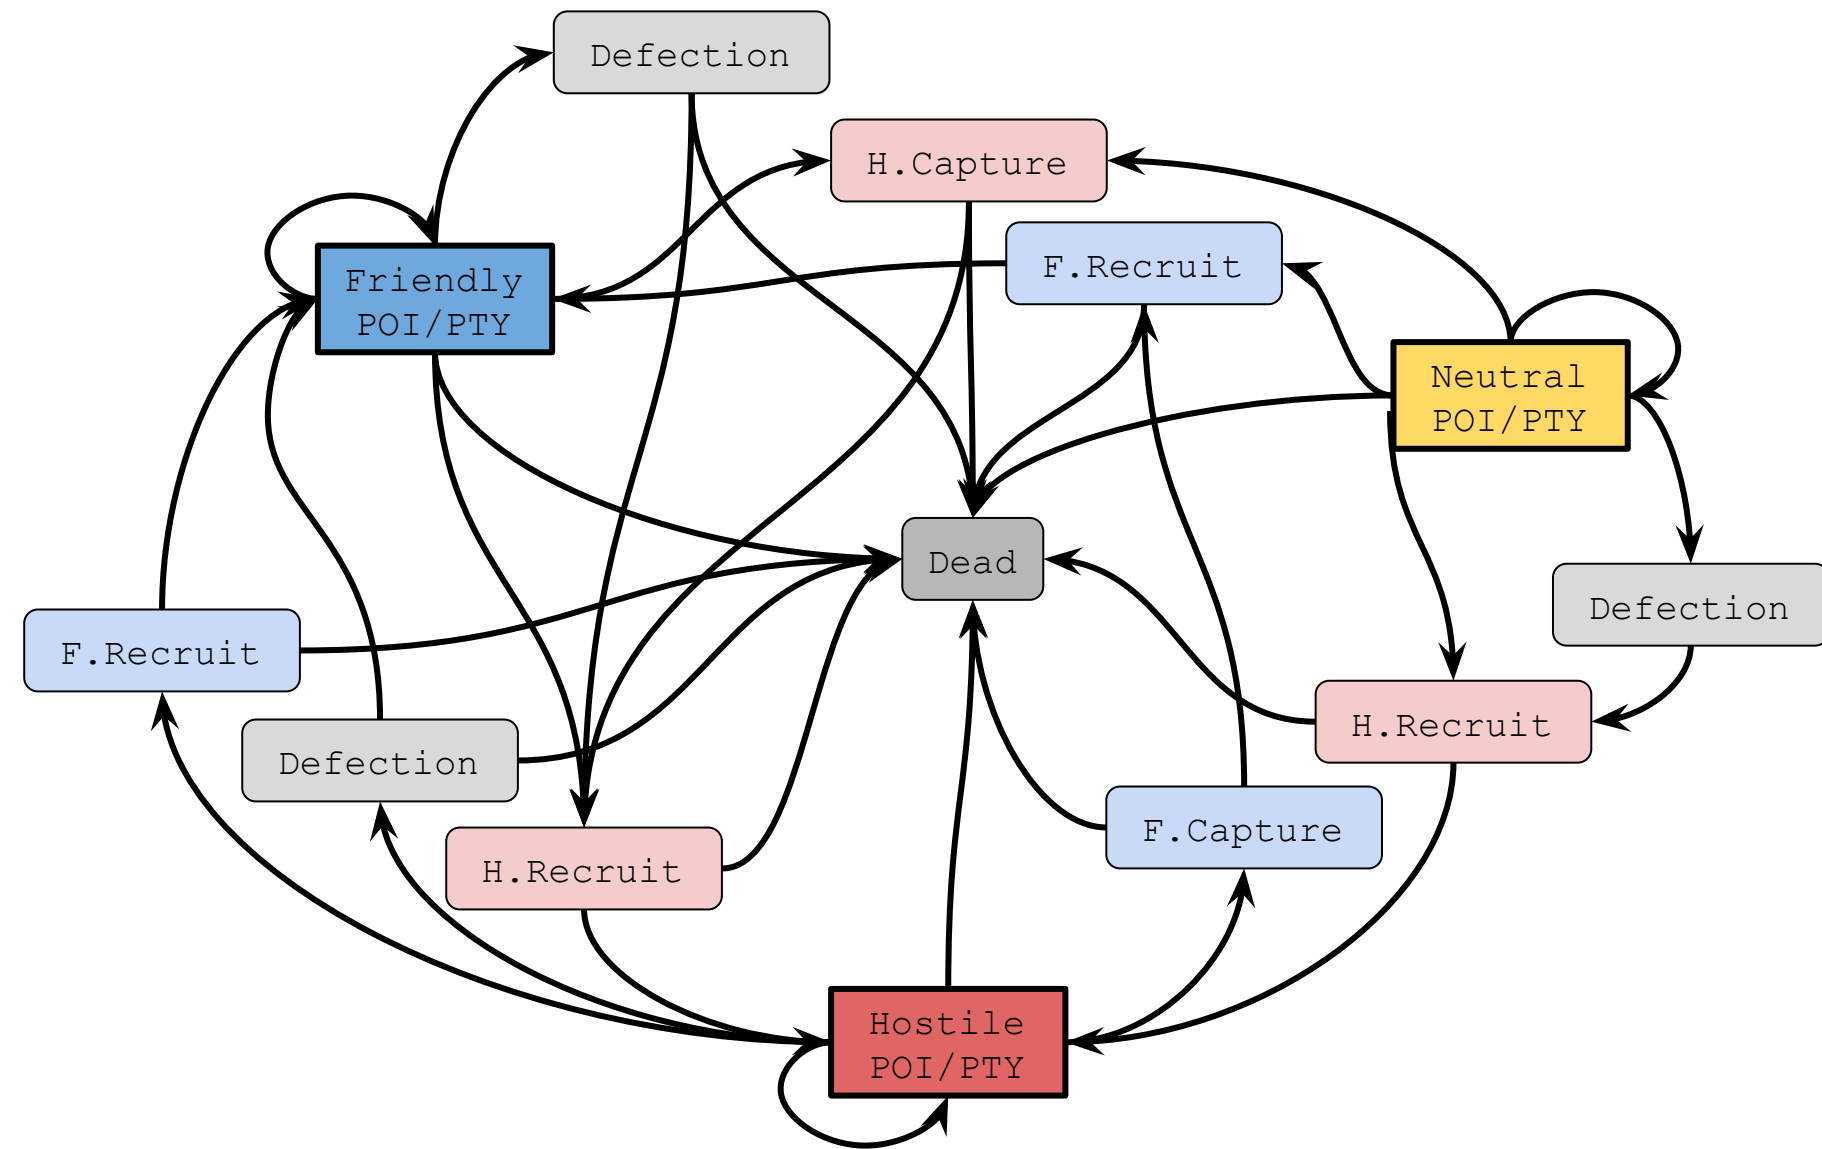 Defection
H.Capture
F.Recruit
Friendly
POI/PTY
Neutral
POI/PTY
Dead
Defection
F.Recruit
H.Recruit
Defection
F.Capture
H.Recruit
Hostile
POI/PTY